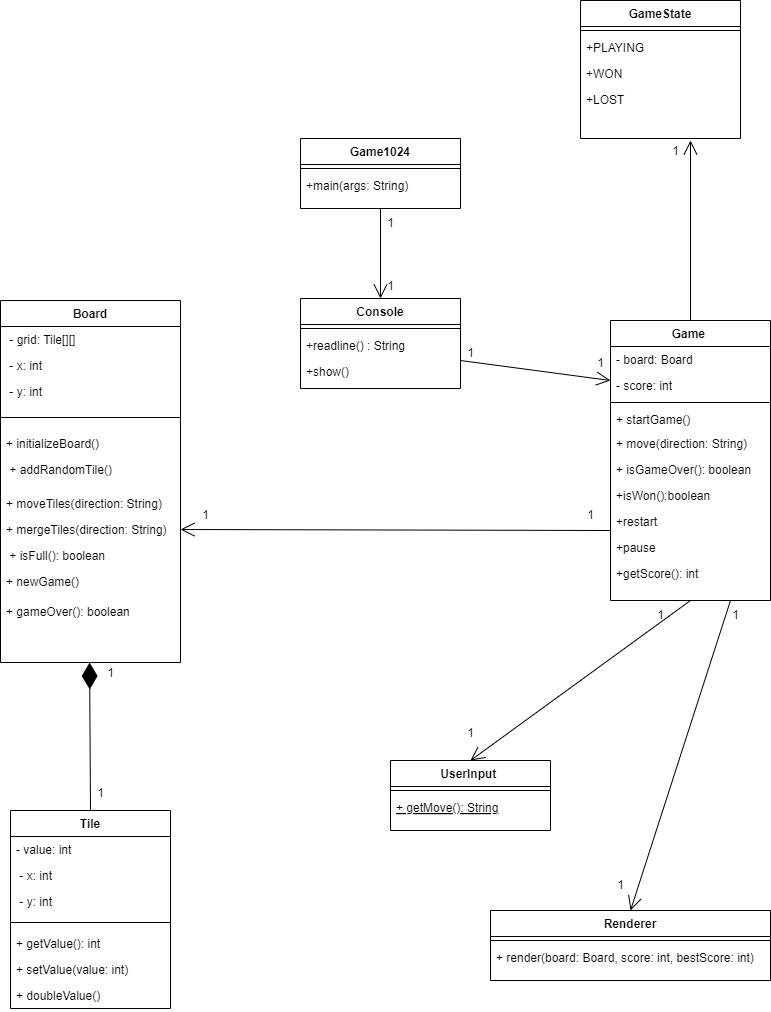 GameState
+PLAYING
+WON
+LOST
1
Game1024
+main(args: String)
1
1
Console
+readline() : String
+show()
1
1
Game
- board: Board
- score: int
+ startGame()
+ move(direction: String)
+ isGameOver(): boolean
+isWon():boolean
+restart
+pause
+getScore(): int
Board
- grid: Tile[][]
- x: int
- y: int
+ initializeBoard()
+ addRandomTile()
+ moveTiles(direction: String)
+ mergeTiles(direction: String)
+ isFull(): boolean
+ newGame()
+ gameOver(): boolean
1
1
1
1
1
1
Tile
- value: int
- x: int
- y: int
+ getValue(): int
+ setValue(value: int)
+ doubleValue()
1
UserInput
+ getMove(): String
1
Renderer
+ render(board: Board, score: int, bestScore: int)